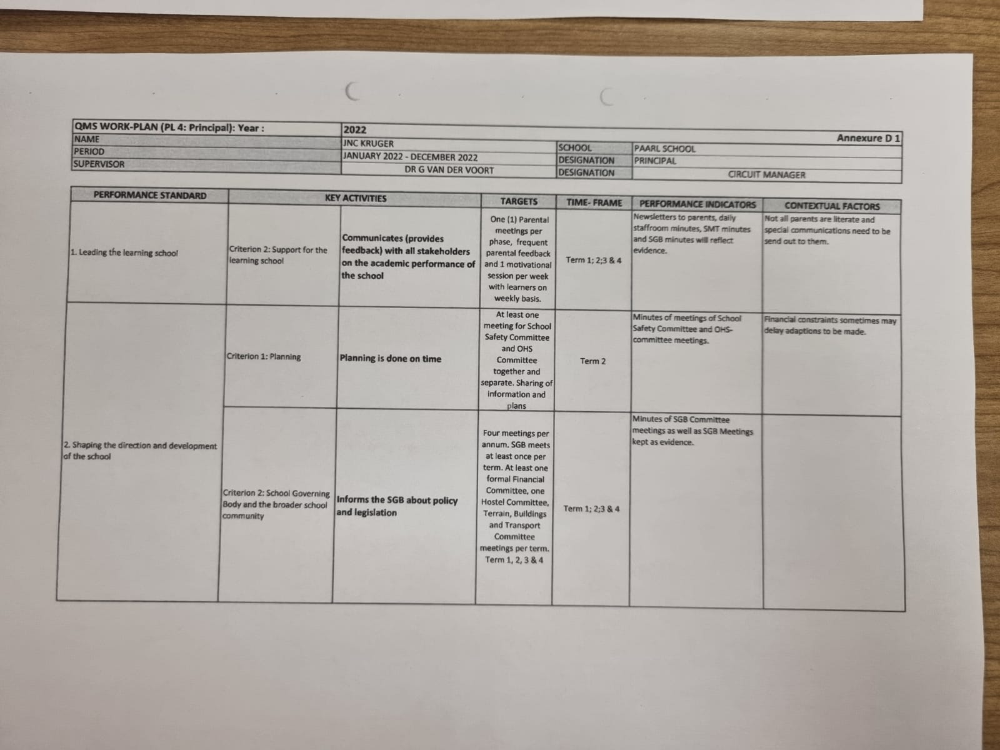 QMS WORK-PLAN (PL 4: Principal): Year :
2022
Annexure D 1
NAME
JNC KRUGER
SCHOOL
PAARL SCHOOL
PERIOD
JANUARY 2022 - DECEMBER 2022
DESIGNATION
PRINCIPAL
SUPERVISOR
DR G VAN DER VOORT
DESIGNATION
CIRCUIT MANAGER
PERFORMANCE STANDARD
KEY ACTIVITIES
TARGETS
TIME- FRAME
PERFORMANCE INDICATORS
CONTEXTUAL FACTORS
1. Leading the learning school
Criterion 2: Support for the
learning school
Communicates (provides
feedback) with all stakeholders
on the academic performance of
the school
One (1) Parental
meetings per
phase, frequent
parental feedback
and 1 motivational
session per week
with learners on
weekly basis.
Term 1; 2;3 & 4
Newsletters to parents, daily
staffroom minutes, SMT minutes
and SGB minutes will reflect
evidence.
Not all parents are literate and
special communications need to be
send out to them.
2. Shaping the direction and development
of the school
Criterion 1: Planning
Planning is done on time
At least one
meeting for School
Safety Committee
and OHS
Committee
together and
separate. Sharing of
information and
plans
Term 2
Minutes of meetings of School
Safety Committee and OHS-
committee meetings.
Financial constraints sometimes may
delay adaptions to be made.
Criterion 2: School Governing
Body and the broader school
community
Informs the SGB about policy
and legislation
Four meetings per
annum. SGB meets
at least once per
term. At least one
formal Financial
Committee, one
Hostel Committee,
Terrain, Buildings
and Transport
Committee
meetings per term.
Term 1, 2, 3 & 4
Term 1; 2;3 & 4
Minutes of SGB Committee
meetings as well as SGB Meetings
kept as evidence.